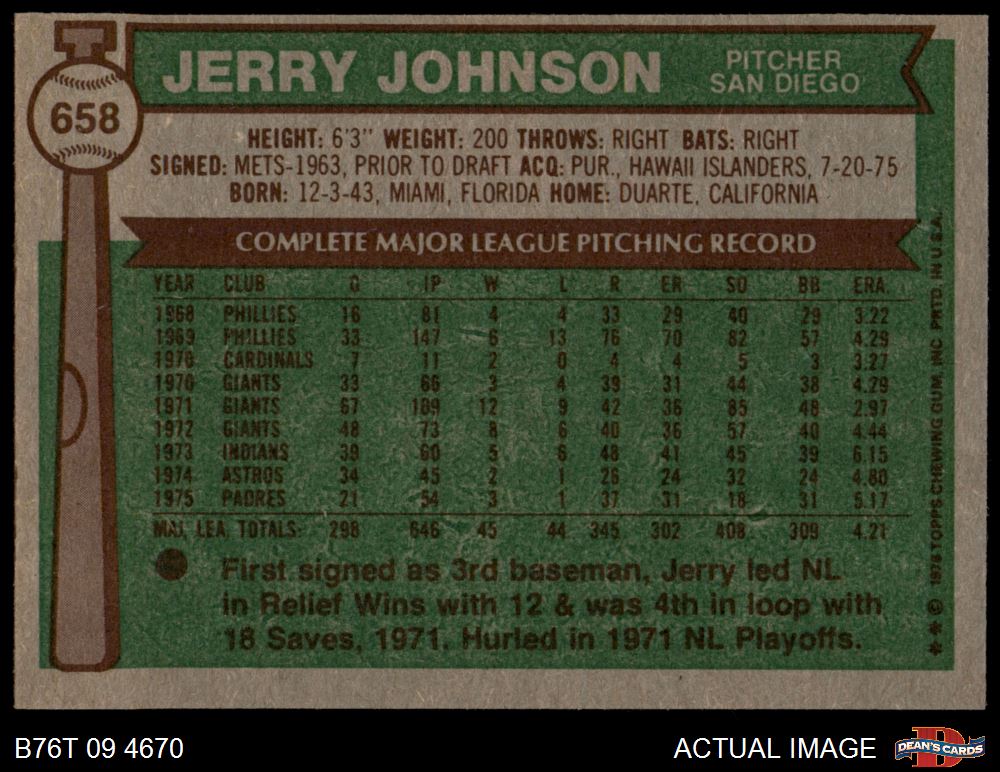 658
JERRY JOHNSON
PITCHER
SAN DIEGO
HEIGHT: 6'3" WEIGHT: 200 THROWS: RIGHT BATS: RIGHT
SIGNED: METS-1963, PRIOR TO DRAFT ACQ: PUR., HAWAII ISLANDERS, 7-20-75
BORN: 12-3-43, MIAMI, FLORIDA HOME: DUARTE, CALIFORNIA
COMPLETE MAJOR LEAGUE PITCHING RECORD
YEAR CLUB G IP W L R ER SO BB ERA
1968 PHILLIES 16 81 4 4 33 29 40 29 3.22
1969 PHILLIES 33 147 6 13 76 70 82 57 4.29
1970 CARDINALS 7 11 2 0 4 4 5 3 3.27
1970 GIANTS 33 66 3 4 39 31 44 38 4.29
1971 GIANTS 67 109 12 9 42 36 85 48 2.97
1972 GIANTS 48 73 8 6 40 36 57 40 4.44
1973 INDIANS 39 60 5 6 48 41 45 39 6.15
1974 ASTROS 34 45 2 1 26 24 32 24 4.80
1975 PADRES 21 54 3 1 37 31 18 31 5.17
MAJ. LEA. TOTALS: 298 646 45 44 345 302 408 309 4.21
First signed as 3rd baseman, Jerry led NL
in Relief Wins with 12 & was 4th in loop with
18 Saves, 1971. Hurled in 1971 NL Playoffs.
* * © 1976 TOPPS CHEWING GUM, INC. PRTD. IN U.S.A.
B76T 09 4670
ACTUAL IMAGE
D
DEAN'S CARDS